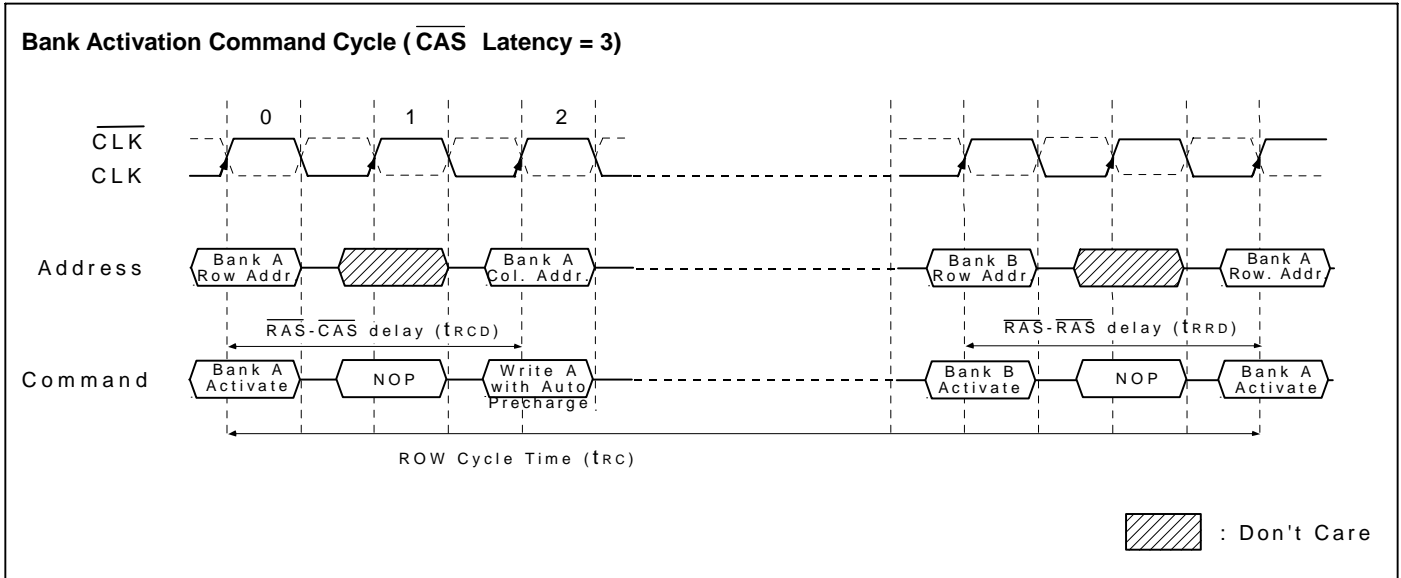 Bank Activation Command Cycle ( CAS Latency = 3)
0 1 2
CLK
CLK
Address
Bank A
Row Addr
Bank A
Col. Addr.
Bank B
Row Addr
Bank A
Row. Addr
RAS-CAS delay (tRCD)
RAS-RAS delay (tRRD)
Command
Bank A
Activate
NOP
Write A
with Auto
Precharge
Bank B
Activate
NOP
Bank A
Activate
ROW Cycle Time (tRC)
: Don't Care